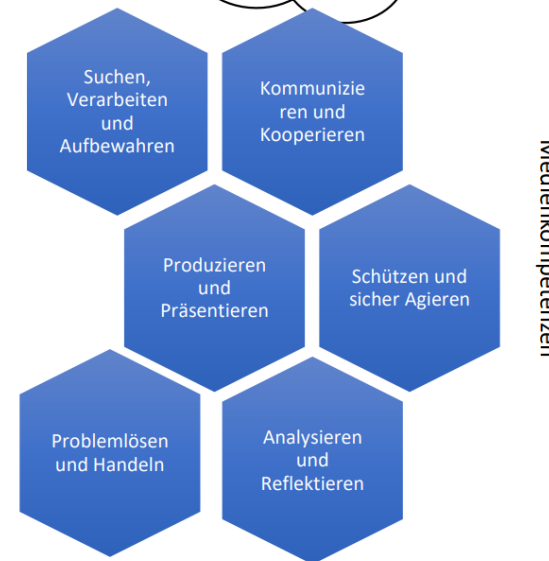 Suchen,
Verarbeiten
und
Aufbewahren
Kommunizie
ren und
Kooperieren
Produzieren
und
Präsentieren
Schützen und
sicher Agieren
Problemlösen
und Handeln
Analysieren
und
Reflektieren
Medienkompetenzen